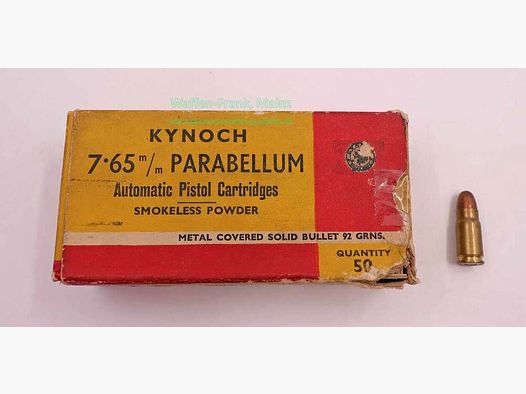 Waffen-Frank, Mainz
KYNOCH
7·65 m/m PARABELLUM
Automatic Pistol Cartridges
SMOKELESS POWDER
METAL COVERED SOLID BULLET 92 GRNS.
QUANTITY
50